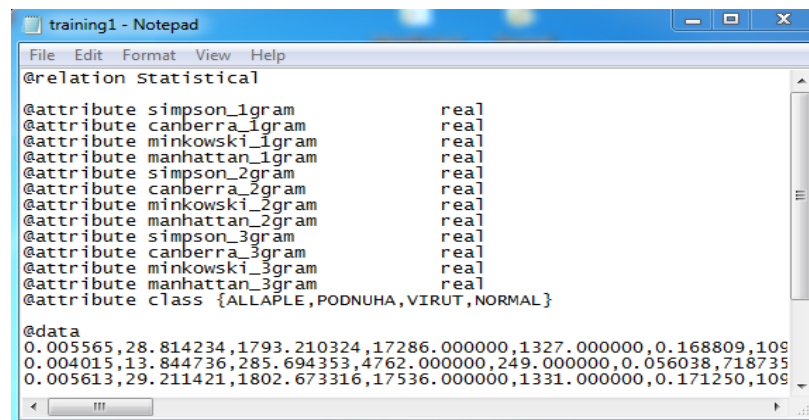 training1 - Notepad
File Edit Format View Help
@relation Statistical
@attribute simpson_1gram real
@attribute canberra_1gram real
@attribute minkowski_1gram real
@attribute manhattan_1gram real
@attribute simpson_2gram real
@attribute canberra_2gram real
@attribute minkowski_2gram real
@attribute manhattan_2gram real
@attribute simpson_3gram real
@attribute canberra_3gram real
@attribute minkowski_3gram real
@attribute manhattan_3gram real
@attribute class {ALLAPLE,PODNUHA,VIRUT,NORMAL}
@data
0.005565,28.814234,1793.210324,17286.000000,1327.000000,0.168809,109
0.004015,13.844736,285.694353,4762.000000,249.000000,0.056038,718735
0.005613,29.211421,1802.673316,17536.000000,1331.000000,0.171250,109